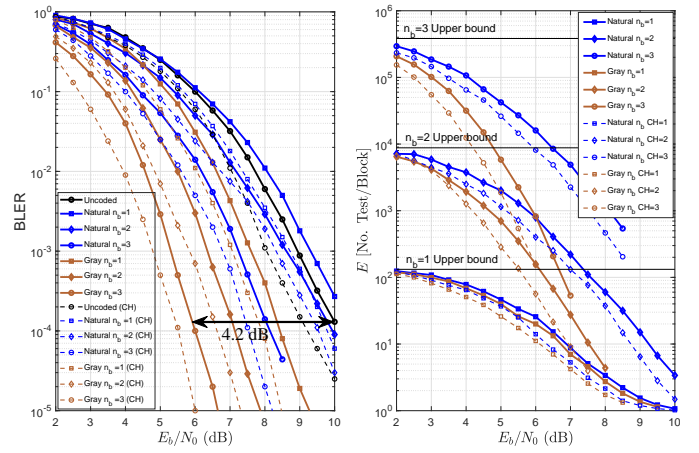 10^0
10^-1
10^-2
10^-3
10^-4
10^-5
BLER
2 3 4 5 6 7 8 9 10
E_b/N_0 (dB)
4.2 dB
Uncoded
Natural n_b=1
Natural n_b=2
Natural n_b=3
Gray n_b=1
Gray n_b=2
Gray n_b=3
Uncoded (CH)
Natural n_b=1 (CH)
Natural n_b=2 (CH)
Natural n_b=3 (CH)
Gray n_b=1 (CH)
Gray n_b=2 (CH)
Gray n_b=3 (CH)
10^6
10^5
10^4
10^3
10^2
10^1
10^0
E [No. Test/Block]
2 3 4 5 6 7 8 9 10
E_b/N_0 (dB)
n_b=3 Upper bound
n_b=2 Upper bound
n_b=1 Upper bound
Natural n_b=1
Natural n_b=2
Natural n_b=3
Gray n_b=1
Gray n_b=2
Gray n_b=3
Natural n_b CH=1
Natural n_b CH=2
Natural n_b CH=3
Gray n_b CH=1
Gray n_b CH=2
Gray n_b CH=3